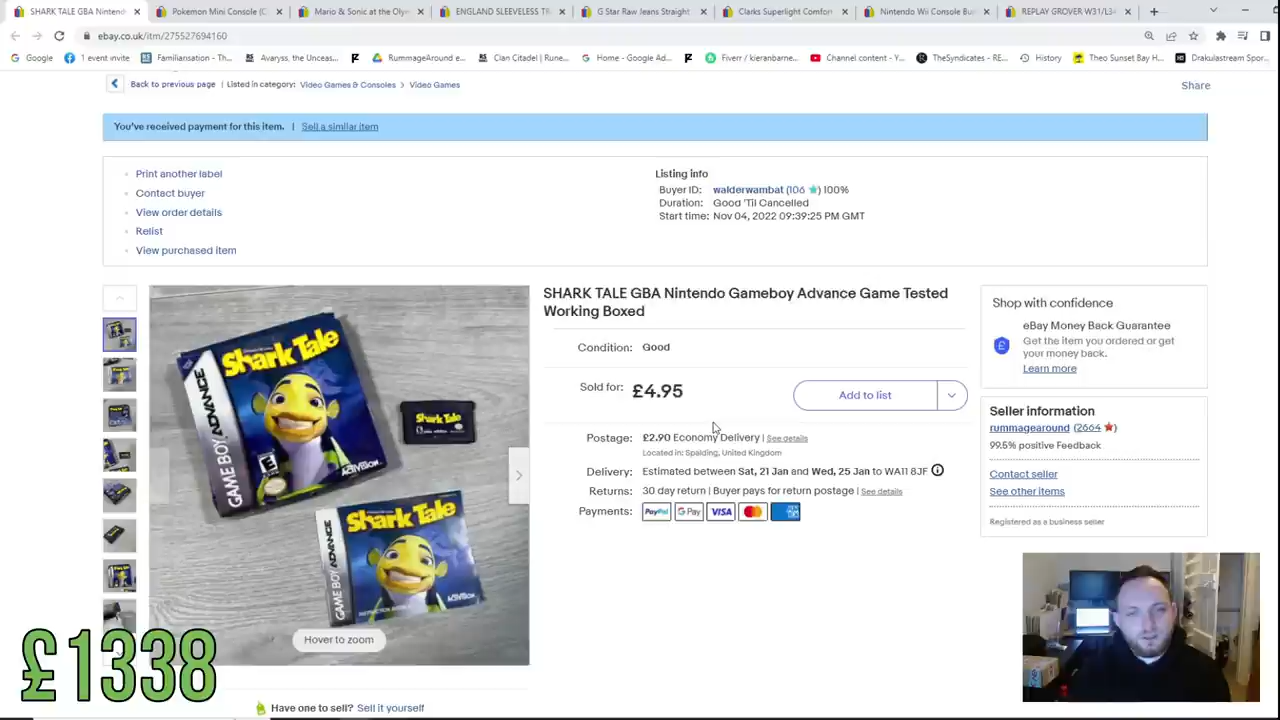 SHARK TALE GBA Nintend
Pokemon Mini Console (C
Mario & Sonic at the Olym
ENGLAND SLEEVELESS TR
G Star Raw Jeans Straight
Clarks Superlight Comfor
Nintendo Wii Console Bun
REPLAY GROVER W31/L34
ebay.co.uk/itm/275527694160
Google
1 event invite
Familiarisation - Th...
Avaryss, the Unceas...
RummageAround e...
Cian Citadel | Raem...
Home - Google Ad...
Fiverr / kieranbarne...
Channel content - Y...
TheSyndicates - RE...
History
Theo Sunset Bay H...
Drakulastream Spor...
Back to previous page | Listed in category: Video Games & Consoles > Video Games
Share
You've received payment for this item. | Sell a similar item
Print another label
Contact buyer
View order details
Relist
View purchased item
Listing info
Buyer ID: walderwambat (106 ) 100%
Duration: Good 'Til Cancelled
Start time: Nov 04, 2022 09:39:25 PM GMT
SHARK TALE GBA Nintendo Gameboy Advance Game Tested
Working Boxed
Condition: Good
Sold for: £4.95
Add to list
Postage: £2.90 Economy Delivery | See details
Located in: Spalding, United Kingdom
Delivery: Estimated between Sat, 21 Jan and Wed, 25 Jan to WA11 8JF
Returns: 30 day return | Buyer pays for return postage | See details
Payments: PayPal G Pay VISA
Shop with confidence
eBay Money Back Guarantee
Get the item you ordered or get
your money back.
Learn more
Seller information
rummagearound (2664 )
99.5% positive Feedback
Contact seller
See other items
Registered as a business seller
Shark Tale
GAME BOY ADVANCE
E
ACTIVISION
Shark Tale
Shark Tale
GAME BOY ADVANCE
ACTIVISION
Hover to zoom
£1338
Have one to sell? Sell it yourself